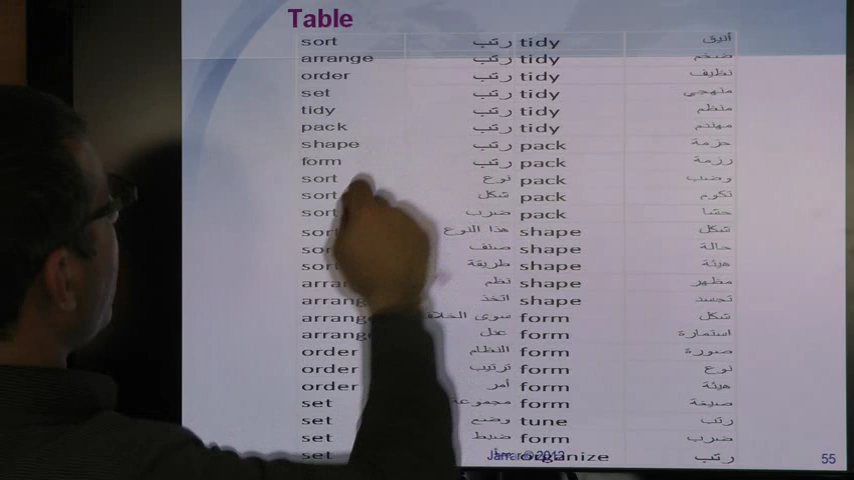 Table
sort رتب tidy أنيق
arrange رتب tidy ضخم
order رتب tidy نظيف
set رتب tidy منهجي
tidy رتب tidy منظم
pack رتب tidy مهندم
shape رتب pack حزمة
form رتب pack رزمة
sort نوع pack وضب
sort شكل pack تكوم
sort ضرب pack حشا
sort هذا النوع shape شكل
sort صنف shape حالة
sort طريقة shape هيئة
arrange نظم shape مظهر
arrange اتخذ shape تجسد
arrange سوى form شكل
arrange عدل form استمارة
order النظام form صورة
order ترتيب form نوع
order أمر form هيئة
set مجموعة form صيغة
set وضع tune رتب
set ضبط form ضرب
set organize رتب
55